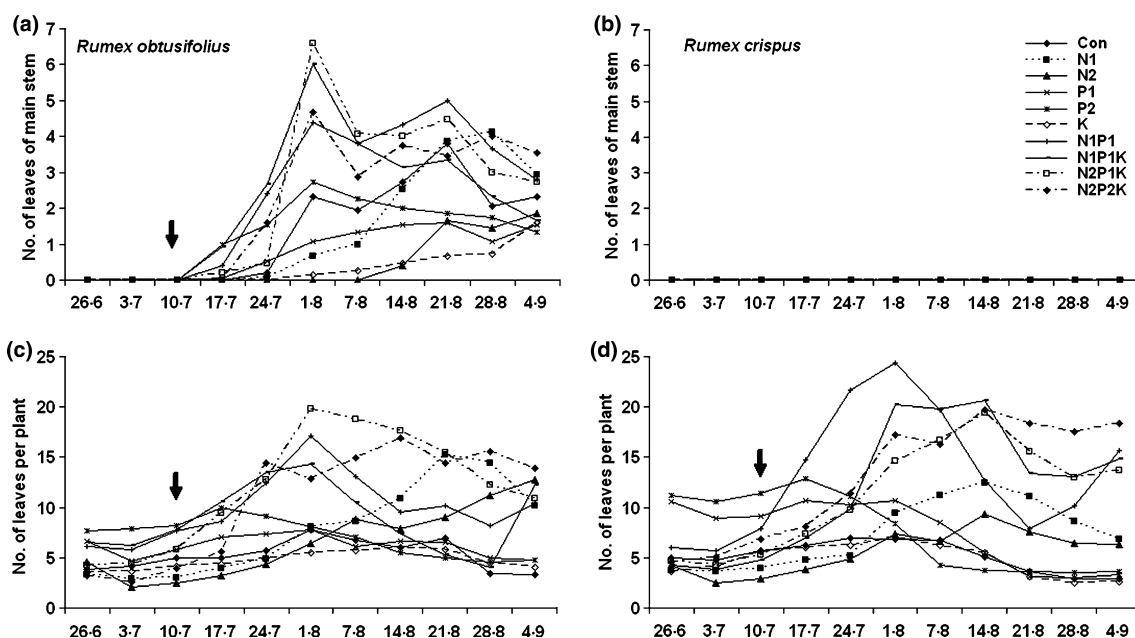 (a)
Rumex obtusifolius
No. of leaves of main stem
7
6
5
4
3
2
1
0
26·6 3·7 10·7 17·7 24·7 1·8 7·8 14·8 21·8 28·8 4·9
(b)
Rumex crispus
No. of leaves of main stem
7
6
5
4
3
2
1
0
26·6 3·7 10·7 17·7 24·7 1·8 7·8 14·8 21·8 28·8 4·9
Con
N1
N2
P1
P2
K
N1P1
N1P1K
N2P1K
N2P2K
(c)
No. of leaves per plant
25
20
15
10
5
0
26·6 3·7 10·7 17·7 24·7 1·8 7·8 14·8 21·8 28·8 4·9
(d)
No. of leaves per plant
25
20
15
10
5
0
26·6 3·7 10·7 17·7 24·7 1·8 7·8 14·8 21·8 28·8 4·9